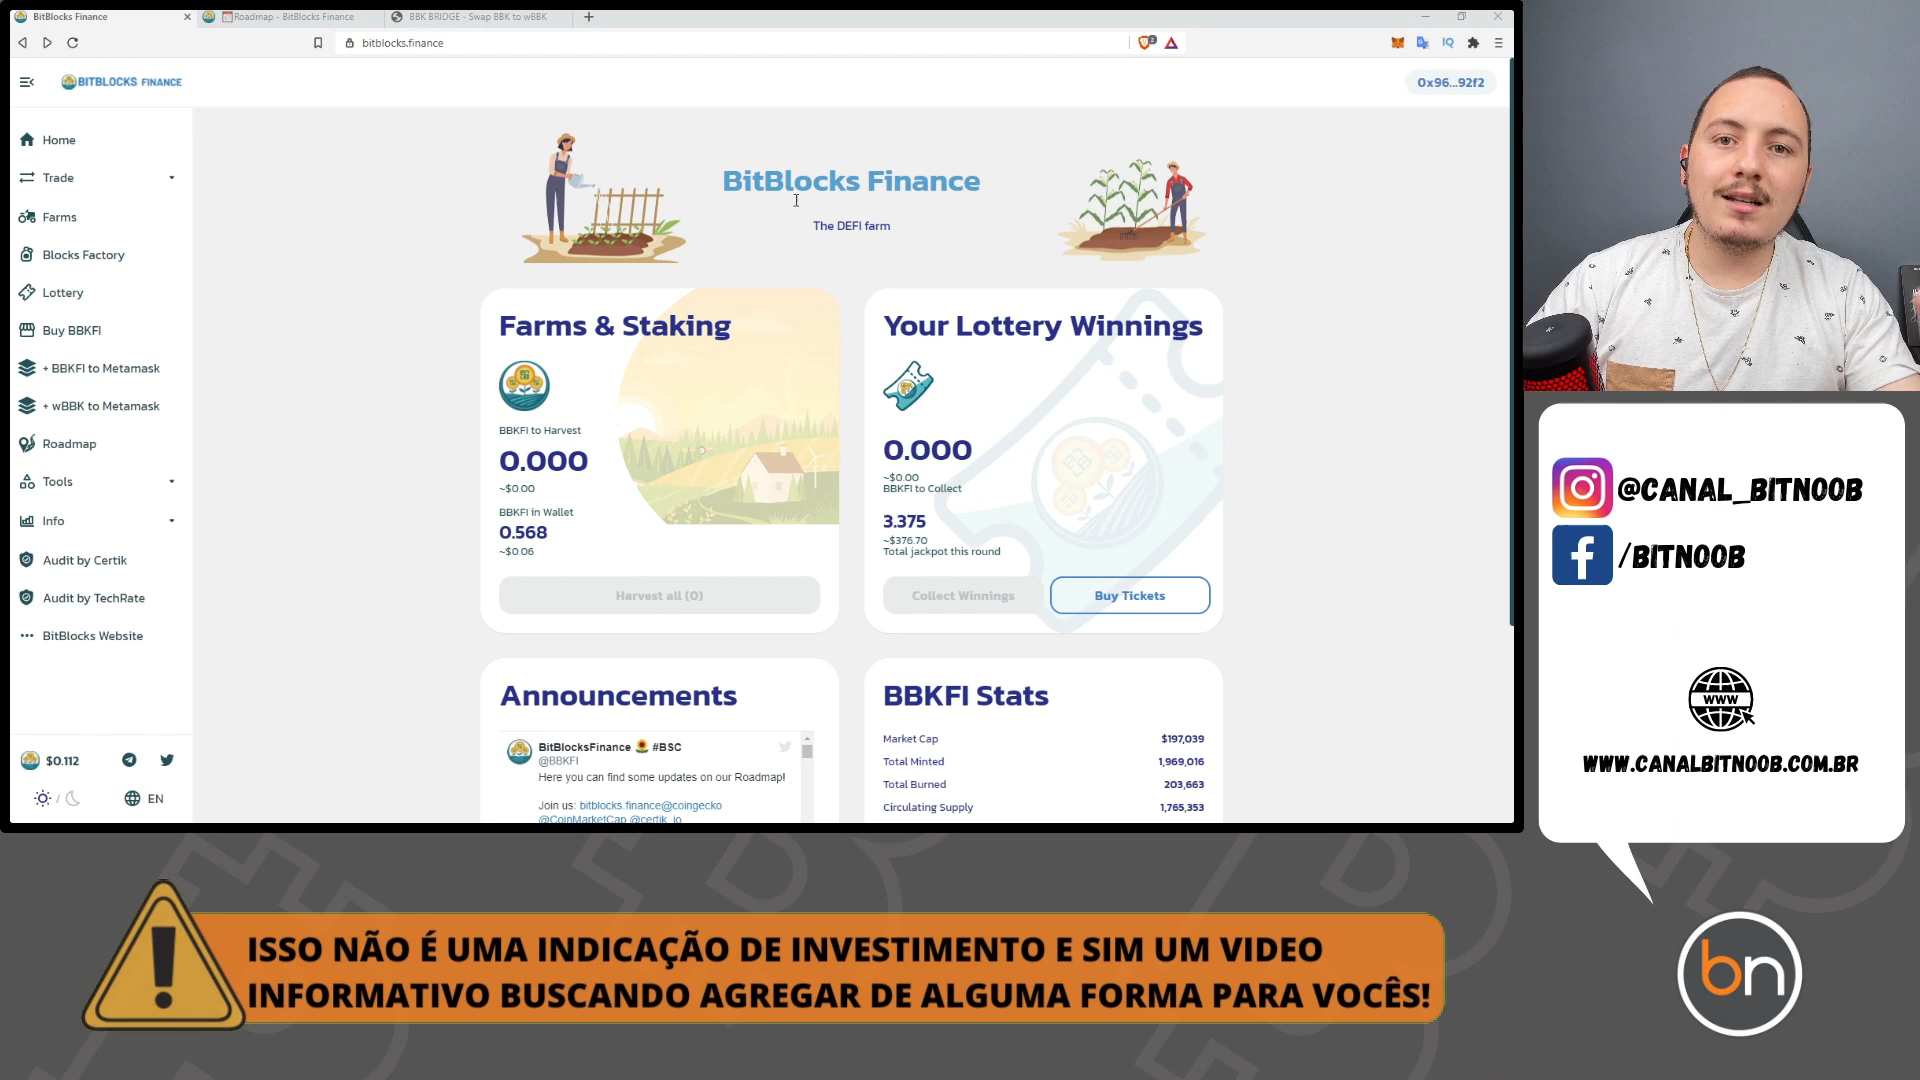 BitBlocks Finance
Roadmap - BitBlocks Finance
BBK BRIDGE - Swap BBK to wBBK
bitblocks.finance
2
IQ
BITBLOCKS FINANCE
0x96...92f2
Home
Trade
Farms
Blocks Factory
Lottery
Buy BBKFI
+ BBKFI to Metamask
+ wBBK to Metamask
Roadmap
Tools
Info
Audit by Certik
Audit by TechRate
BitBlocks Website
$0.112
/
EN
BitBlocks Finance
The DEFI farm
Farms & Staking
BBKFI to Harvest
0.000
~$0.00
BBKFI in Wallet
0.568
~$0.06
Harvest all (0)
Your Lottery Winnings
0.000
~$0.00
BBKFI to Collect
3.375
~$376.70
Total jackpot this round
Collect Winnings
Buy Tickets
Announcements
BitBlocksFinance 🌻 #BSC
@BBKFI
Here you can find some updates on our Roadmap!
Join us: bitblocks.finance@coingecko
@CoinMarketCap @certik_io
BBKFI Stats
Market Cap $197,039
Total Minted 1,969,016
Total Burned 203,663
Circulating Supply 1,765,353
@CANAL_BITNOOB
/BITNOOB
WWW
WWW.CANALBITNOOB.COM.BR
ISSO NÃO É UMA INDICAÇÃO DE INVESTIMENTO E SIM UM VIDEO
INFORMATIVO BUSCANDO AGREGAR DE ALGUMA FORMA PARA VOCÊS!
bn